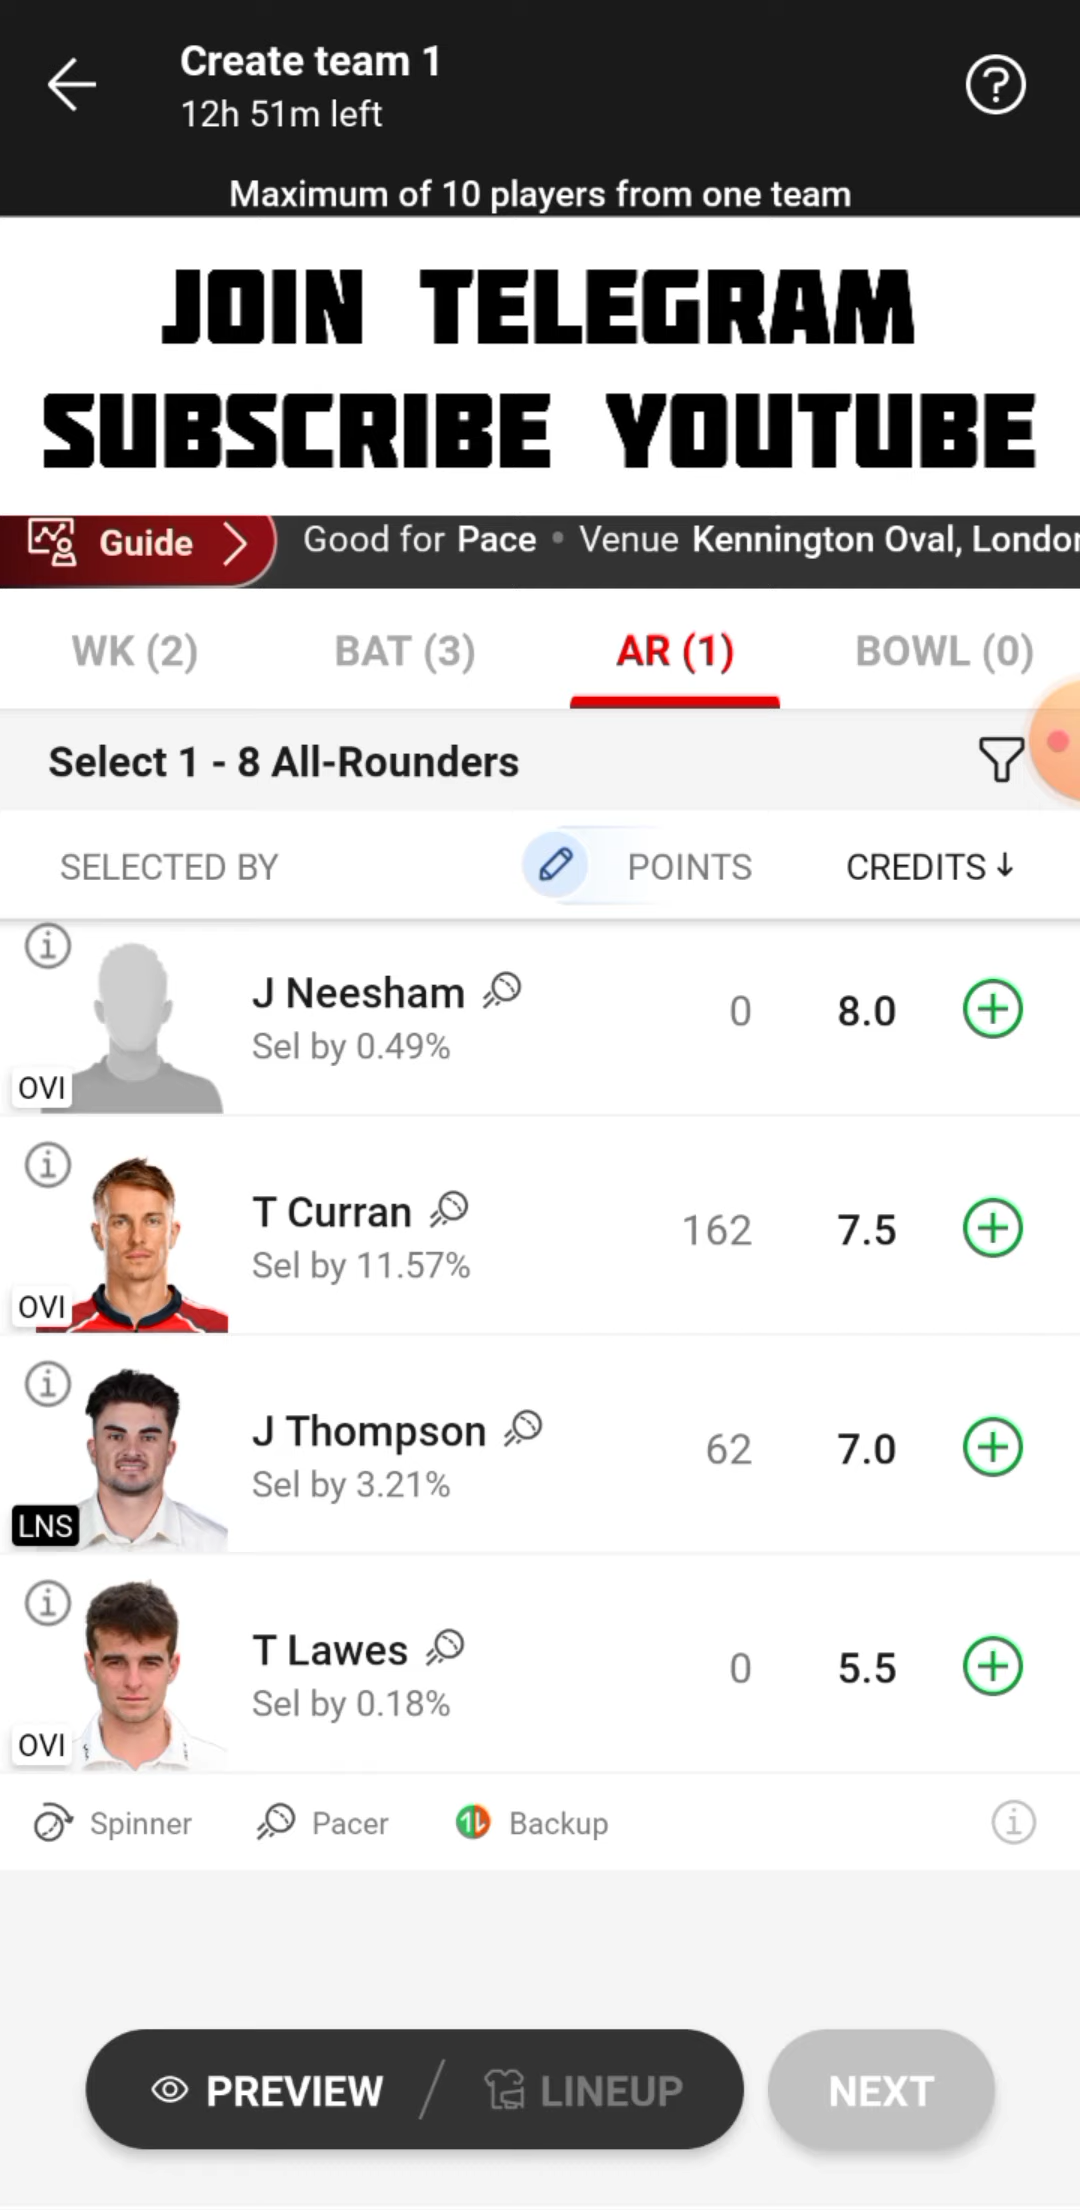 Create team 1
12h 51m left
Maximum of 10 players from one team
JOIN TELEGRAM
SUBSCRIBE YOUTUBE
Guide Good for Pace • Venue Kennington Oval, London
WK (2) BAT (3) AR (1) BOWL (0)
Select 1 - 8 All-Rounders
SELECTED BY POINTS CREDITS ↓
J Neesham 0 8.0
Sel by 0.49%
OVI
T Curran 162 7.5
Sel by 11.57%
OVI
J Thompson 62 7.0
Sel by 3.21%
LNS
T Lawes 0 5.5
Sel by 0.18%
OVI
Spinner Pacer Backup
PREVIEW / LINEUP NEXT